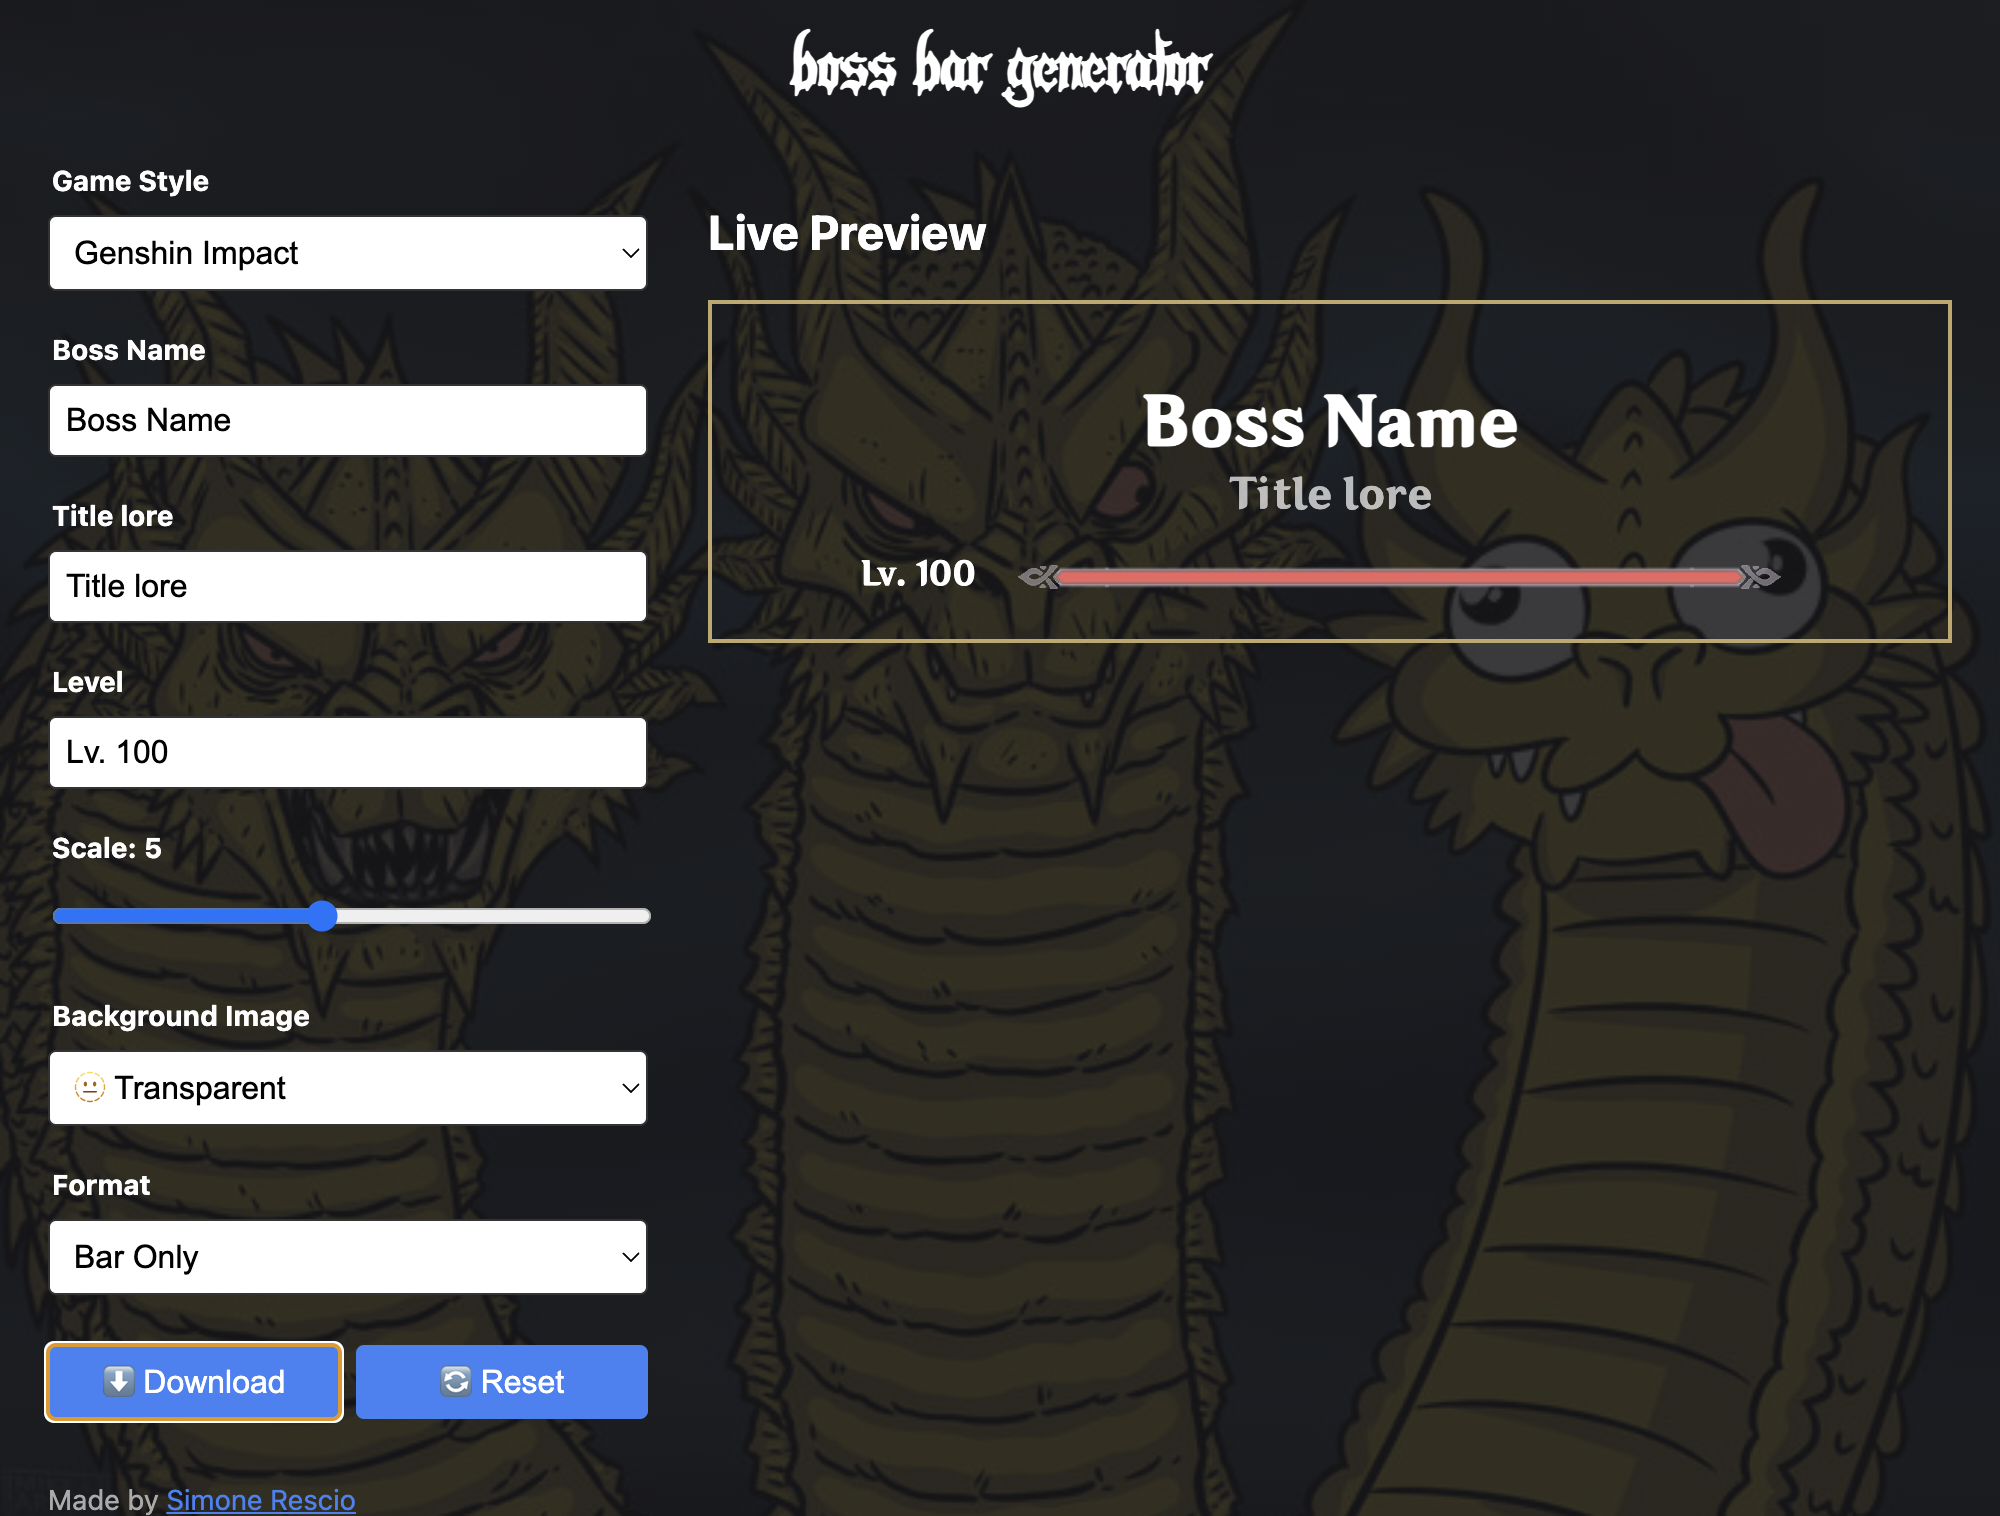 boss bar generator
Game Style
Genshin Impact
Boss Name
Boss Name
Title lore
Title lore
Level
Lv. 100
Scale: 5
Background Image
Transparent
Format
Bar Only
Download
Reset
Made by Simone Rescio
Live Preview
Boss Name
Title lore
Lv. 100